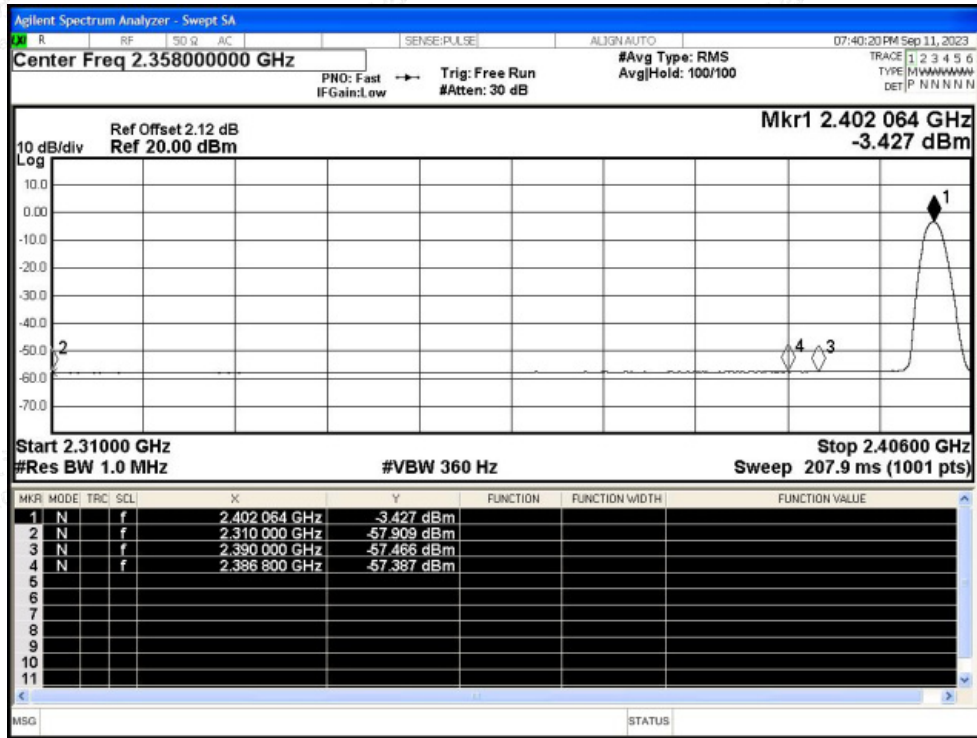 Agilent Spectrum Analyzer - Swept SA
LXI R RF 50 Ω AC SENSE:PULSE ALIGN AUTO 07:40:20 PM Sep 11, 2023
Center Freq 2.358000000 GHz #Avg Type: RMS TRACE 1 2 3 4 5 6
PNO: Fast Trig: Free Run Avg|Hold: 100/100 TYPE M WWWWW
IFGain:Low #Atten: 30 dB DET P N N N N N
Mkr1 2.402 064 GHz
Ref Offset 2.12 dB
10 dB/div Ref 20.00 dBm -3.427 dBm
Log
10.0
0.00
1
-10.0
-20.0
-30.0
-40.0
-50.0 2 4 3
-60.0
-70.0
Start 2.31000 GHz Stop 2.40600 GHz
#Res BW 1.0 MHz #VBW 360 Hz Sweep 207.9 ms (1001 pts)
MKR MODE TRC SCL X Y FUNCTION FUNCTION WIDTH FUNCTION VALUE
1 N f 2.402 064 GHz -3.427 dBm
2 N f 2.310 000 GHz -57.909 dBm
3 N f 2.390 000 GHz -57.466 dBm
4 N f 2.386 800 GHz -57.387 dBm
5
6
7
8
9
10
11
MSG STATUS